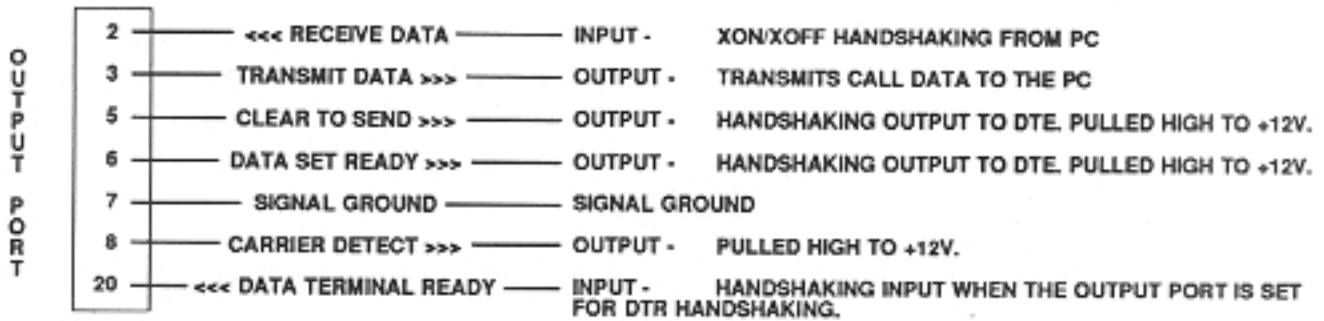 OUTPUT PORT
2 <<< RECEIVE DATA INPUT - XON/XOFF HANDSHAKING FROM PC
3 TRANSMIT DATA >>> OUTPUT - TRANSMITS CALL DATA TO THE PC
5 CLEAR TO SEND >>> OUTPUT - HANDSHAKING OUTPUT TO DTE. PULLED HIGH TO +12V.
6 DATA SET READY >>> OUTPUT - HANDSHAKING OUTPUT TO DTE. PULLED HIGH TO +12V.
7 SIGNAL GROUND SIGNAL GROUND
8 CARRIER DETECT >>> OUTPUT - PULLED HIGH TO +12V.
20 <<< DATA TERMINAL READY INPUT - HANDSHAKING INPUT WHEN THE OUTPUT PORT IS SET
FOR DTR HANDSHAKING.